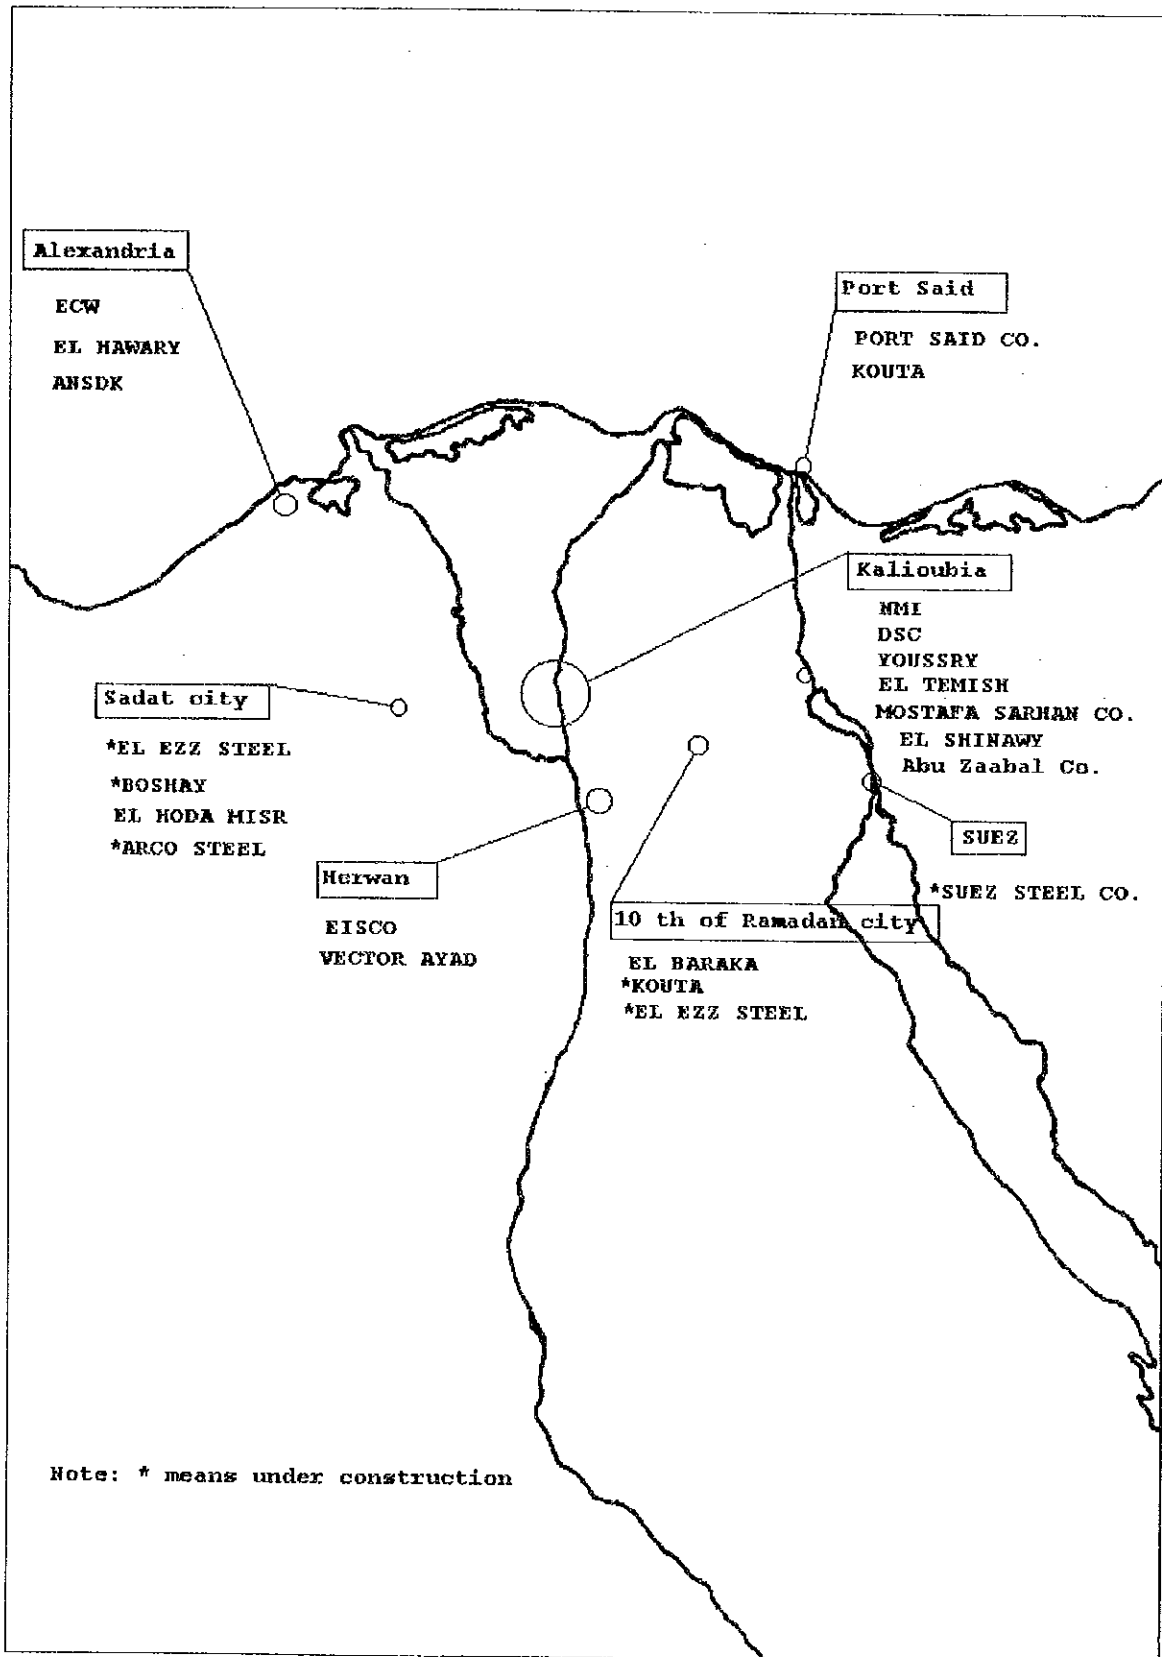 Alexandria
ECW
EL HAWARY
ANSDK
Port Said
PORT SAID CO.
KOUTA
Kalioubia
NMI
DSC
YOUSSRY
EL TEMISH
MOSTAFA SARHAN CO.
EL SHINAWY
Abu Zaabal Co.
Sadat city
*EL EZZ STEEL
*BOSHAY
EL HODA MISR
*ARCO STEEL
Herwan
EISCO
VECTOR AYAD
10 th of Ramadan city
EL BARAKA
*KOUTA
*EL EZZ STEEL
SUEZ
*SUEZ STEEL CO.
Note: * means under construction